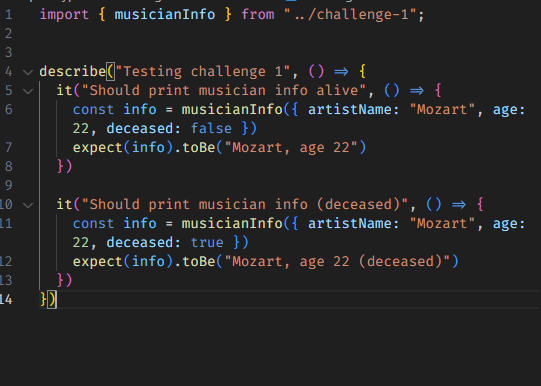 1 import { musicianInfo } from "../challenge-1";
2
3
4 describe("Testing challenge 1", () => {
5 it("Should print musician info alive", () => {
6 const info = musicianInfo({ artistName: "Mozart", age:
22, deceased: false })
7 expect(info).toBe("Mozart, age 22")
8 })
9
10 it("Should print musician info (deceased)", () => {
11 const info = musicianInfo({ artistName: "Mozart", age:
22, deceased: true })
12 expect(info).toBe("Mozart, age 22 (deceased)")
13 })
14 })